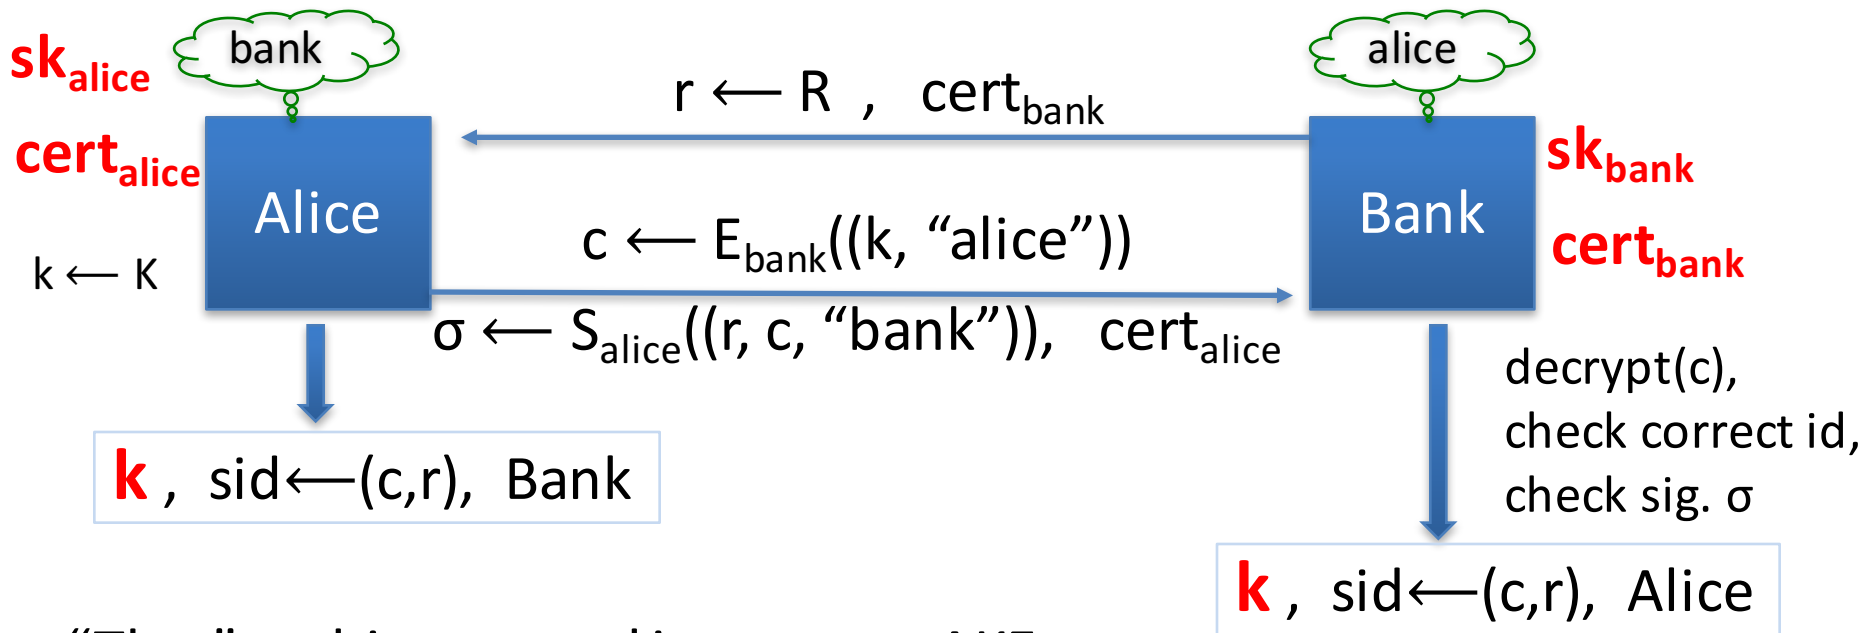 bank
alice
sk_alice
cert_alice
r ⟵ R , cert_bank
Alice
Bank
sk_bank
cert_bank
k ⟵ K
c ⟵ E_bank((k, “alice”))
σ ⟵ S_alice((r, c, “bank”)), cert_alice
k , sid⟵(c,r), Bank
decrypt(c),
check correct id,
check sig. σ
k , sid⟵(c,r), Alice